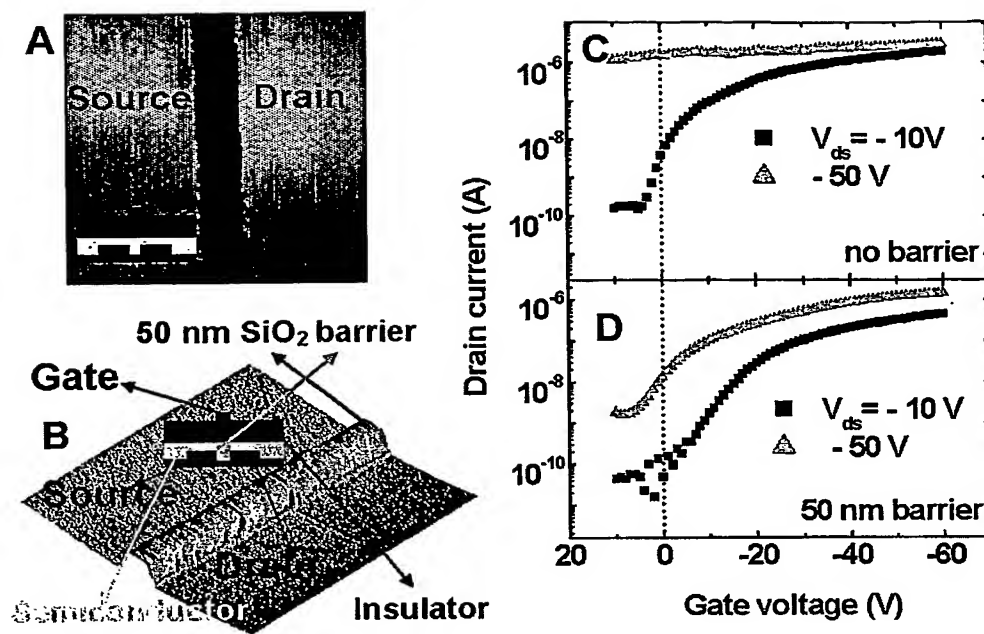 A
Source
Drain
50 nm SiO₂ barrier
Gate
B
Source
Drain
Semiconductor
Insulator
C
10⁻⁶
10⁻⁸
10⁻¹⁰
■ V_ds = - 10V
△ - 50 V
no barrier
D
10⁻⁶
10⁻⁸
10⁻¹⁰
■ V_ds = - 10 V
△ - 50 V
50 nm barrier
Drain current (A)
20 0 -20 -40 -60
Gate voltage (V)